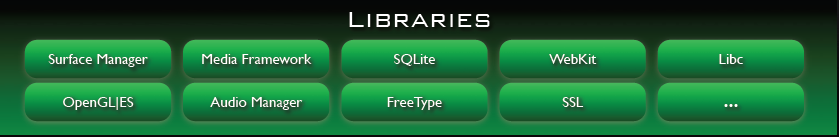 LIBRARIES
Surface Manager Media Framework SQLite WebKit Libc
OpenGL|ES Audio Manager FreeType SSL ...